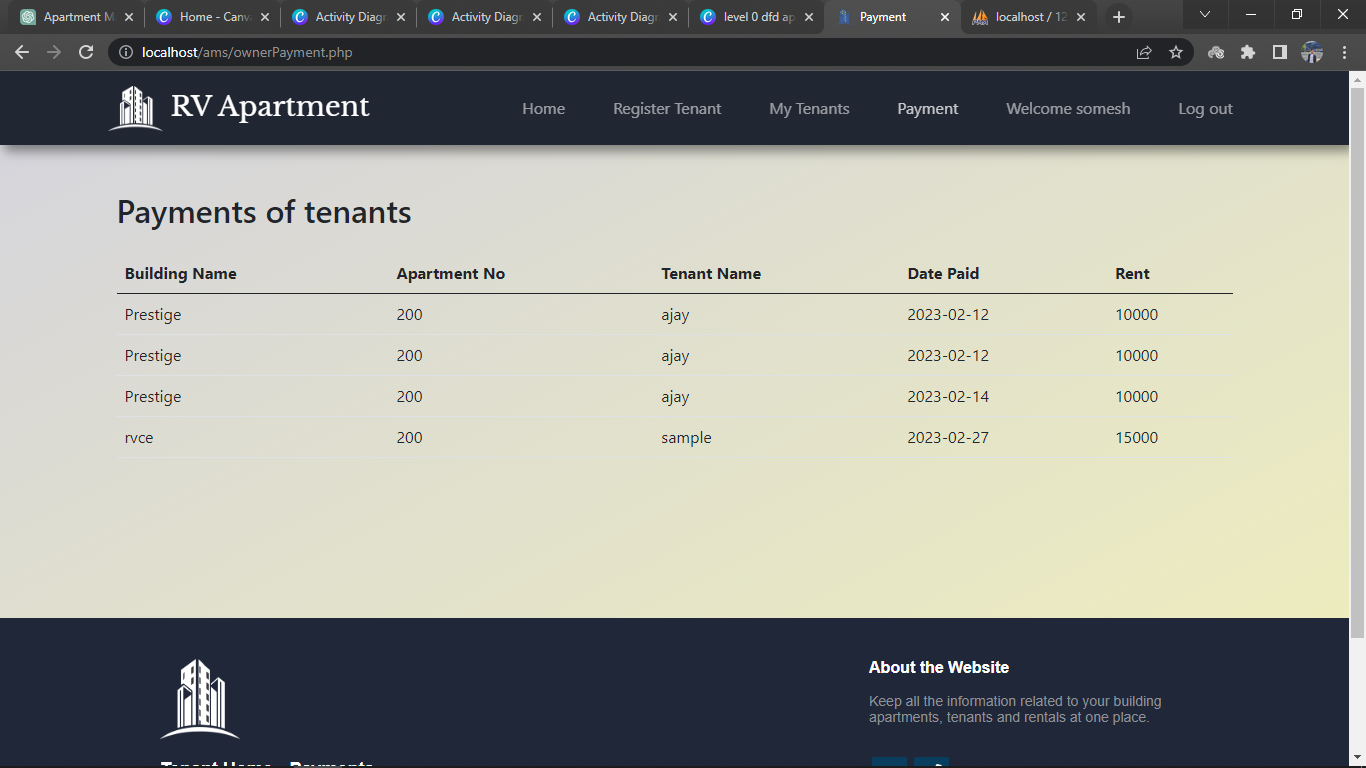 Apartment M
Home - Canv
Activity Diagr
Activity Diagr
Activity Diagr
level 0 dfd ap
Payment
localhost / 12
localhost/ams/ownerPayment.php
RV Apartment
Home
Register Tenant
My Tenants
Payment
Welcome somesh
Log out
Payments of tenants
Building Name Apartment No Tenant Name Date Paid Rent
Prestige 200 ajay 2023-02-12 10000
Prestige 200 ajay 2023-02-12 10000
Prestige 200 ajay 2023-02-14 10000
rvce 200 sample 2023-02-27 15000
About the Website
Keep all the information related to your building
apartments, tenants and rentals at one place.
Tenant Home Payments